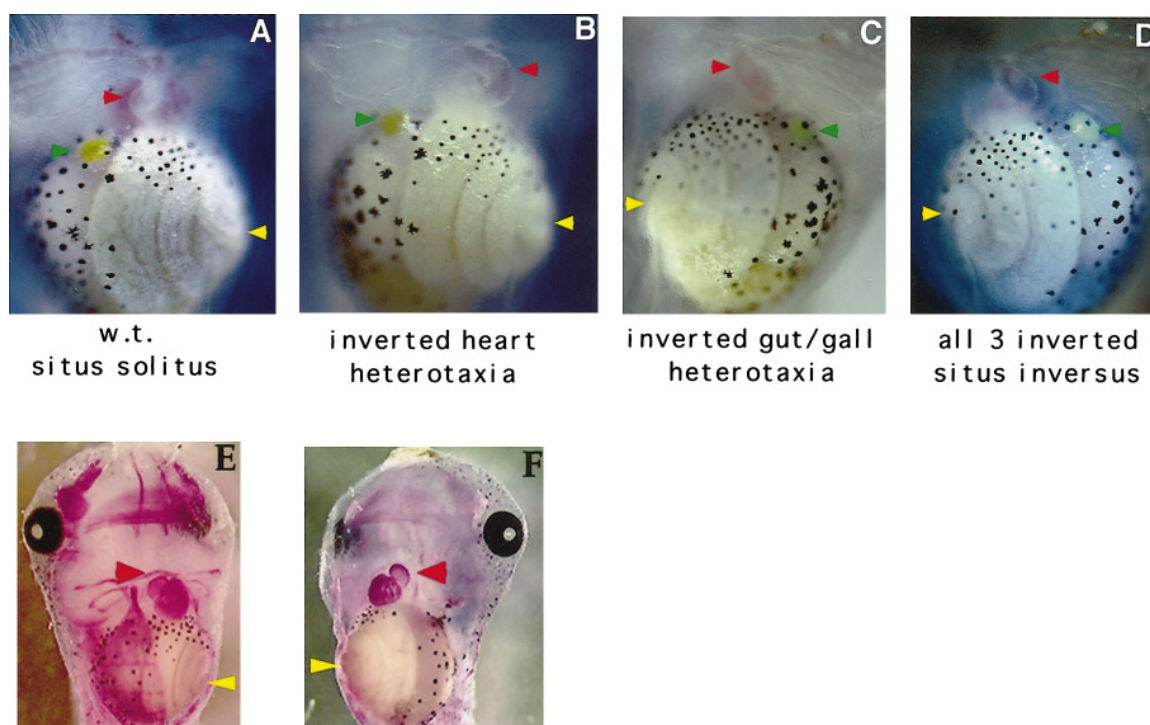 A
B
C
D
w.t.
situs solitus
inverted heart
heterotaxia
inverted gut/gall
heterotaxia
all 3 inverted
situs inversus
E
F